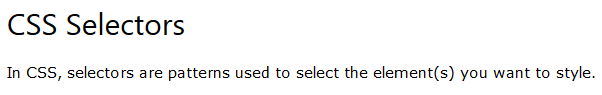 CSS Selectors
In CSS, selectors are patterns used to select the element(s) you want to style.